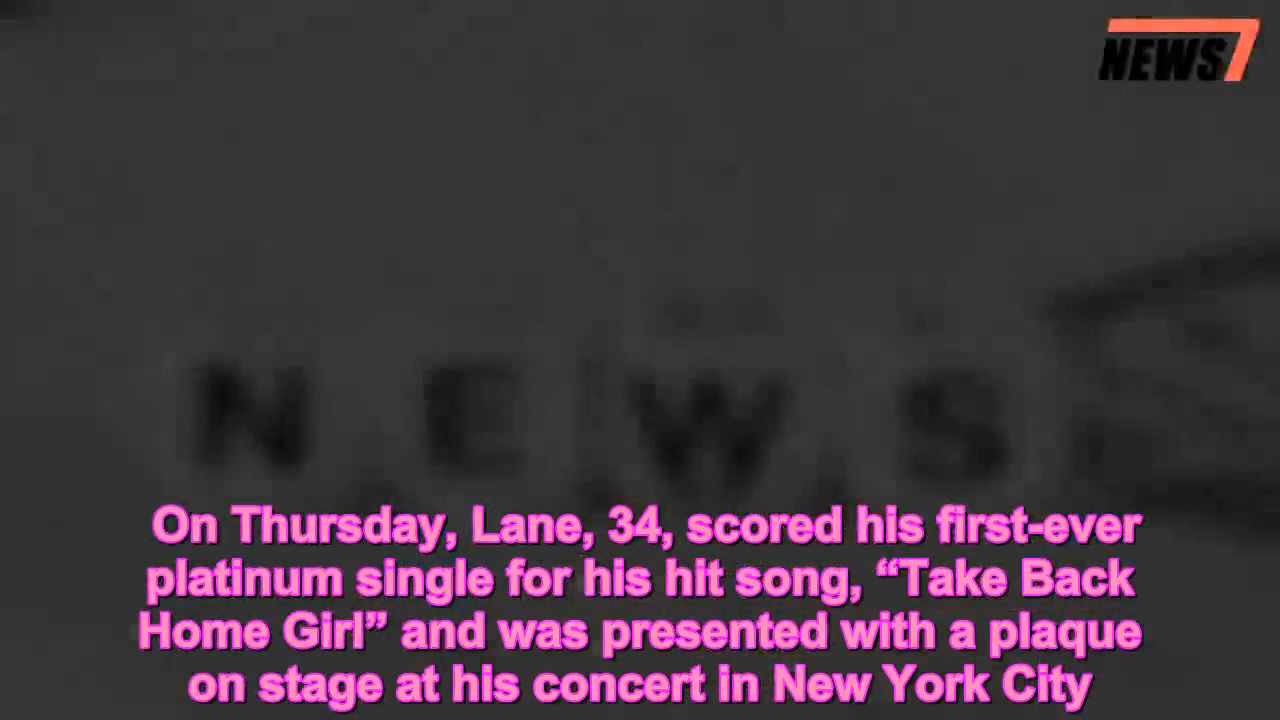 NEWS7
NEWS
On Thursday, Lane, 34, scored his first-ever
platinum single for his hit song, “Take Back
Home Girl” and was presented with a plaque
on stage at his concert in New York City